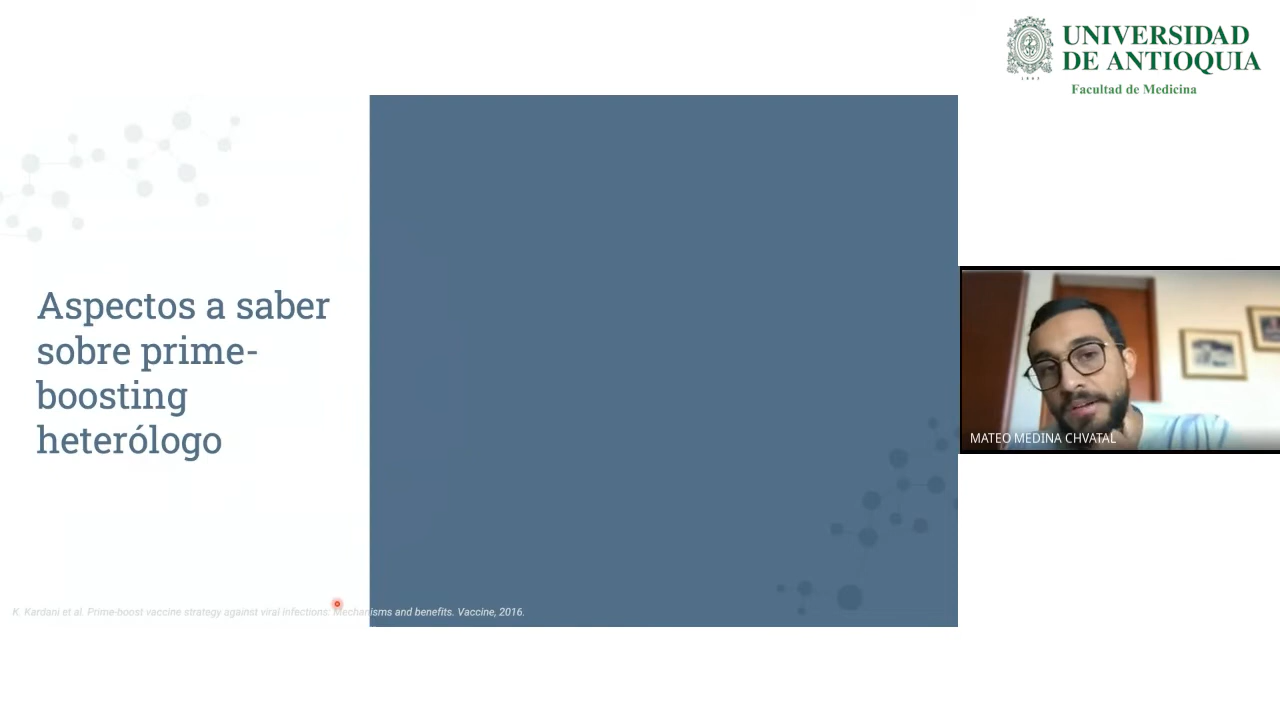 UNIVERSIDAD
DE ANTIOQUIA
1803
Facultad de Medicina
Aspectos a saber
sobre prime-
boosting
heterólogo
MATEO MEDINA CHVATAL
K. Kardani et al. Prime-boost vaccine strategy against viral infections: Mechanisms and benefits. Vaccine, 2016.